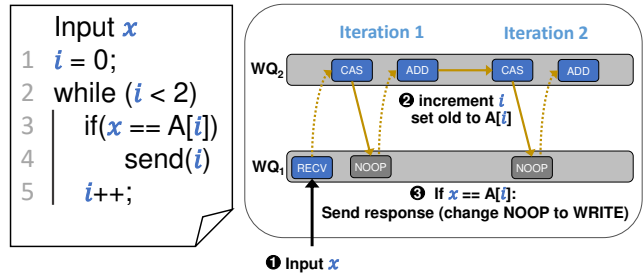 Input x
1 i = 0;
2 while (i < 2)
3 if(x == A[i])
4 send(i)
5 i++;
Iteration 1
Iteration 2
WQ2
CAS
ADD
CAS
ADD
❷ increment i
set old to A[i]
WQ1
RECV
NOOP
NOOP
❸ If x == A[i]:
Send response (change NOOP to WRITE)
❶ Input x